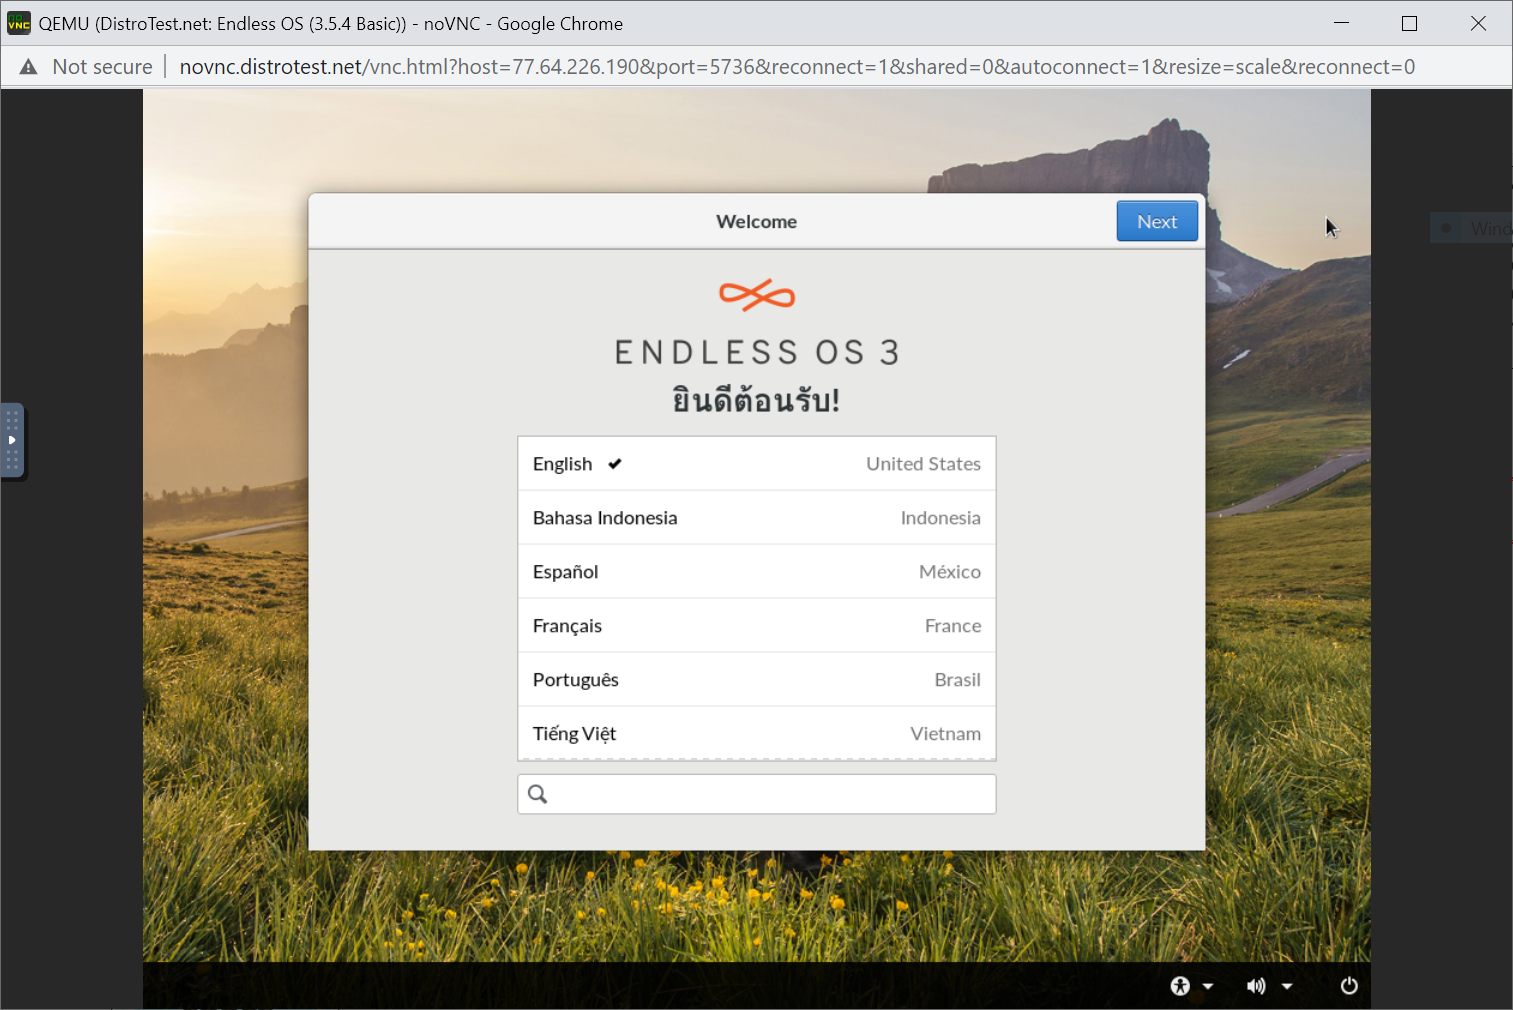 QEMU (DistroTest.net: Endless OS (3.5.4 Basic)) - noVNC - Google Chrome
Not secure
novnc.distrotest.net/vnc.html?host=77.64.226.190&port=5736&reconnect=1&shared=0&autoconnect=1&resize=scale&reconnect=0
Welcome
Next
ENDLESS OS 3
ยินดีต้อนรับ!
English United States
Bahasa Indonesia Indonesia
Español México
Français France
Português Brasil
Tiếng Việt Vietnam